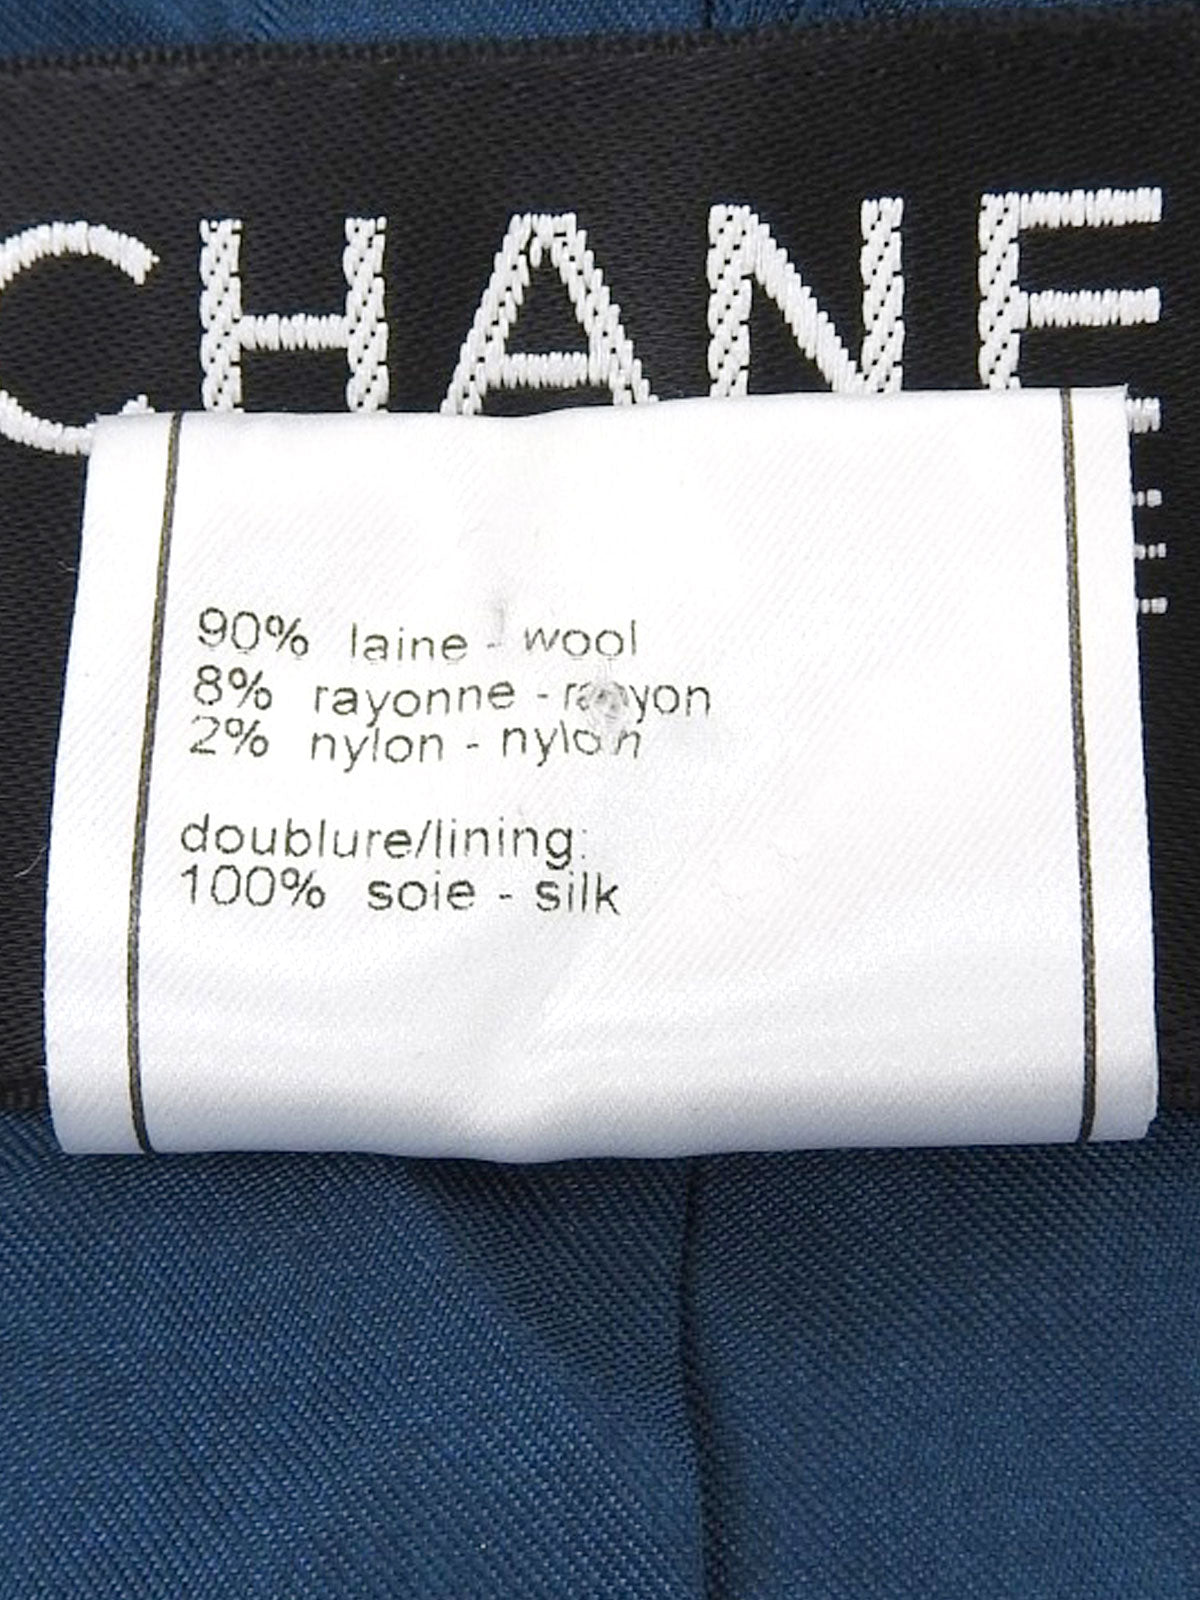 CHANE
90% laine - wool
8% rayonne - rayon
2% nylon - nylon
doublure/lining:
100% soie - silk